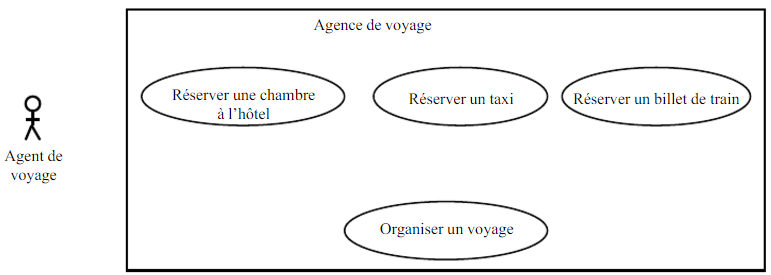 Agence de voyage
Réserver une chambre
à l’hôtel
Réserver un taxi
Réserver un billet de train
Agent de
voyage
Organiser un voyage